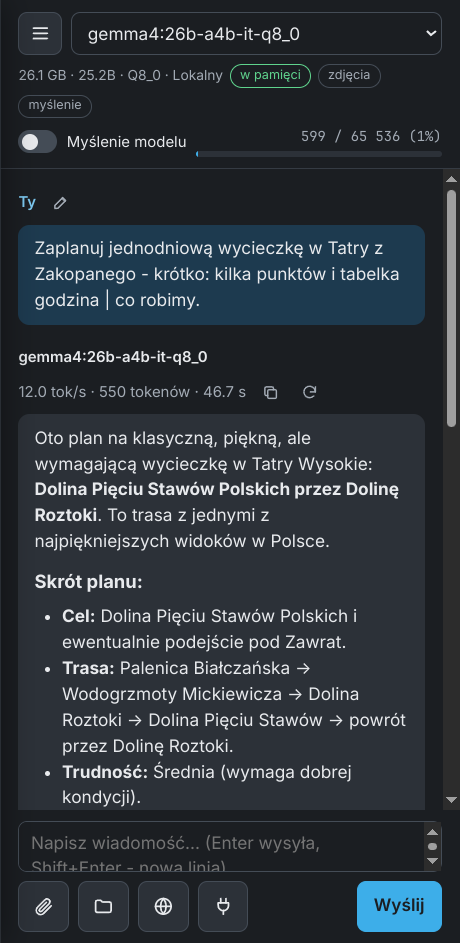 gemma4:26b-a4b-it-q8_0
26.1 GB · 25.2B · Q8_0 · Lokalny w pamięci zdjęcia
myślenie
Myślenie modelu 599 / 65 536 (1%)
Ty
Zaplanuj jednodniową wycieczkę w Tatry z
Zakopanego - krótko: kilka punktów i tabelka
godzina | co robimy.
gemma4:26b-a4b-it-q8_0
12.0 tok/s · 550 tokenów · 46.7 s
Oto plan na klasyczną, piękną, ale
wymagającą wycieczkę w Tatry Wysokie:
Dolina Pięciu Stawów Polskich przez Dolinę
Roztoki. To trasa z jednymi z
najpiękniejszych widoków w Polsce.
Skrót planu:
• Cel: Dolina Pięciu Stawów Polskich i
ewentualnie podejście pod Zawrat.
• Trasa: Palenica Białczańska →
Wodogrzmoty Mickiewicza → Dolina
Roztoki → Dolina Pięciu Stawów → powrót
przez Dolinę Roztoki.
• Trudność: Średnia (wymaga dobrej
kondycji).
Napisz wiadomość... (Enter wysyła,
Shift+Enter - nowa linia)
Wyślij